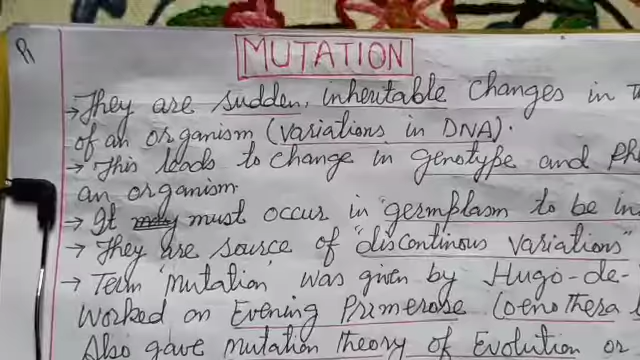 MUTATION
→ They are sudden, inheritable changes in
of an organism (variations in DNA).
→ This leads to change in genotype and
an organism.
→ It must occur in "germplasm to be
→ They are source of "discontinous variations"
→ Term 'Mutation' was given by Hugo-de-
Worked on Evening Primerose (oenothera
Also gave mutation theory of Evolution or